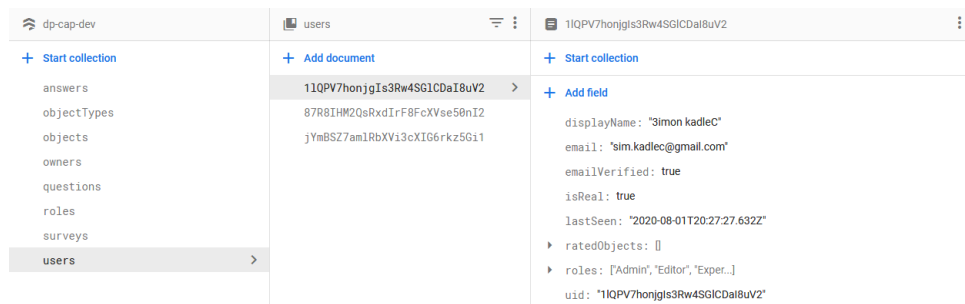 dp-cap-dev
Start collection
answers
objectTypes
objects
owners
questions
roles
surveys
users
users
Add document
1lQPV7honjgIs3Rw4SGlCDaI8uV2
87R8IHM2QsRxdIrF8FcXVse50nI2
jYmBSZ7amlRbXVi3cXIG6rkz5Gi1
1lQPV7honjgIs3Rw4SGlCDaI8uV2
Start collection
Add field
displayName: "3imon kadleC"
email: "sim.kadlec@gmail.com"
emailVerified: true
isReal: true
lastSeen: "2020-08-01T20:27:27.632Z"
ratedObjects: []
roles: ["Admin", "Editor", "Exper...]
uid: "1lQPV7honjgIs3Rw4SGlCDaI8uV2"